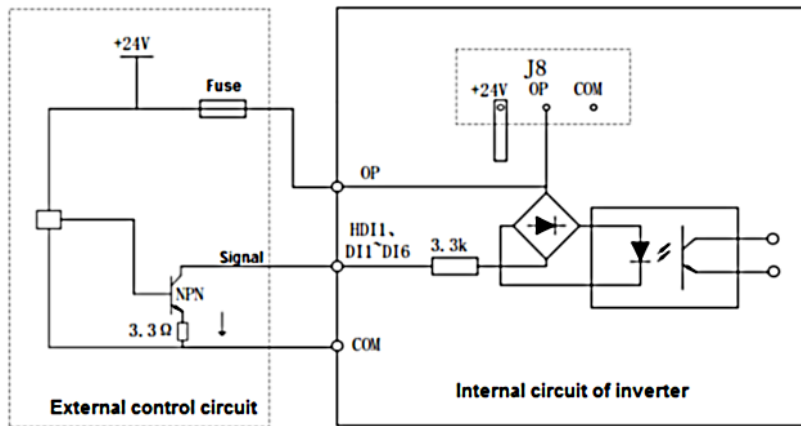 +24V
Fuse
J8
+24V
OP
COM
OP
HDI1、
DI1~DI6
3.3k
Signal
NPN
3.3Ω
COM
External control circuit
Internal circuit of inverter